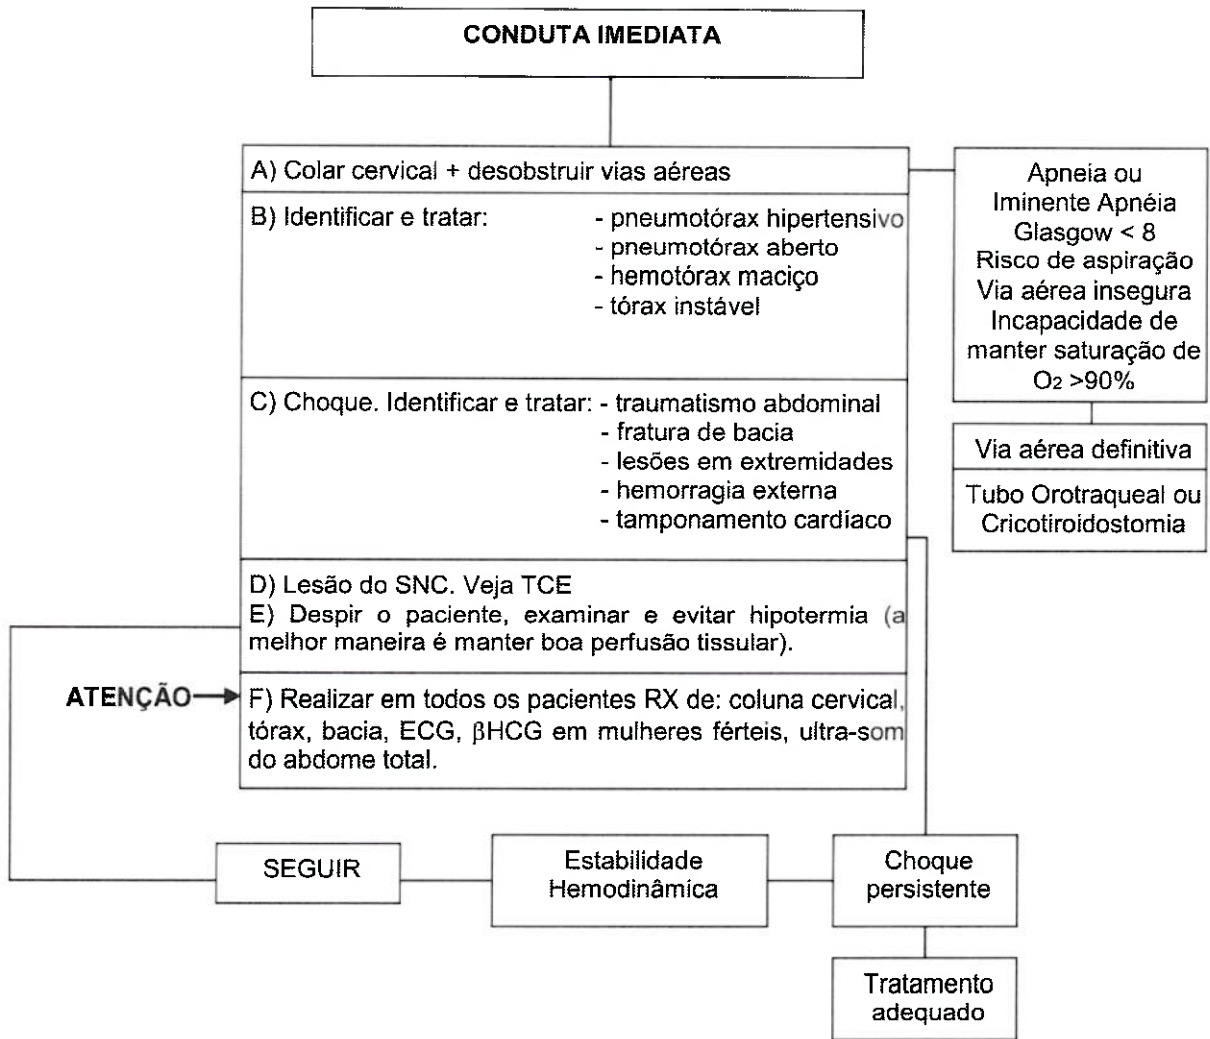 CONDUTA IMEDIATA
A) Colar cervical + desobstruir vias aéreas
B) Identificar e tratar: - pneumotórax hipertensivo
- pneumotórax aberto
- hemotórax maciço
- tórax instável
C) Choque. Identificar e tratar: - traumatismo abdominal
- fratura de bacia
- lesões em extremidades
- hemorragia externa
- tamponamento cardíaco
D) Lesão do SNC. Veja TCE
E) Despir o paciente, examinar e evitar hipotermia (a
melhor maneira é manter boa perfusão tissular).
ATENÇÃO
F) Realizar em todos os pacientes RX de: coluna cervical,
tórax, bacia, ECG, βHCG em mulheres férteis, ultra-som
do abdome total.
Apneia ou
Iminente Apnéia
Glasgow < 8
Risco de aspiração
Via aérea insegura
Incapacidade de
manter saturação de
O2 >90%
Via aérea definitiva
Tubo Orotraqueal ou
Cricotiroidostomia
SEGUIR
Estabilidade
Hemodinâmica
Choque
persistente
Tratamento
adequado